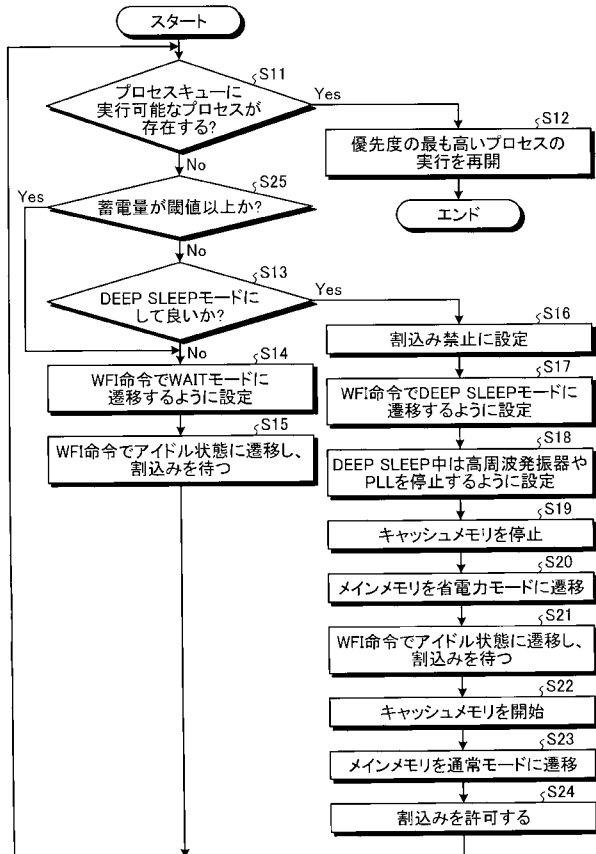 スタート
S11
プロセスキューに
実行可能なプロセスが
存在する?
Yes
No
S12
優先度の最も高いプロセスの
実行を再開
エンド
S25
蓄電量が閾値以上か?
Yes
No
S13
DEEP SLEEPモードに
して良いか?
Yes
No
S14
WFI命令でWAITモードに
遷移するように設定
S15
WFI命令でアイドル状態に遷移し、
割込みを待つ
S16
割込み禁止に設定
S17
WFI命令でDEEP SLEEPモードに
遷移するように設定
S18
DEEP SLEEP中は高周波発振器や
PLLを停止するように設定
S19
キャッシュメモリを停止
S20
メインメモリを省電力モードに遷移
S21
WFI命令でアイドル状態に遷移し、
割込みを待つ
S22
キャッシュメモリを開始
S23
メインメモリを通常モードに遷移
S24
割込みを許可する